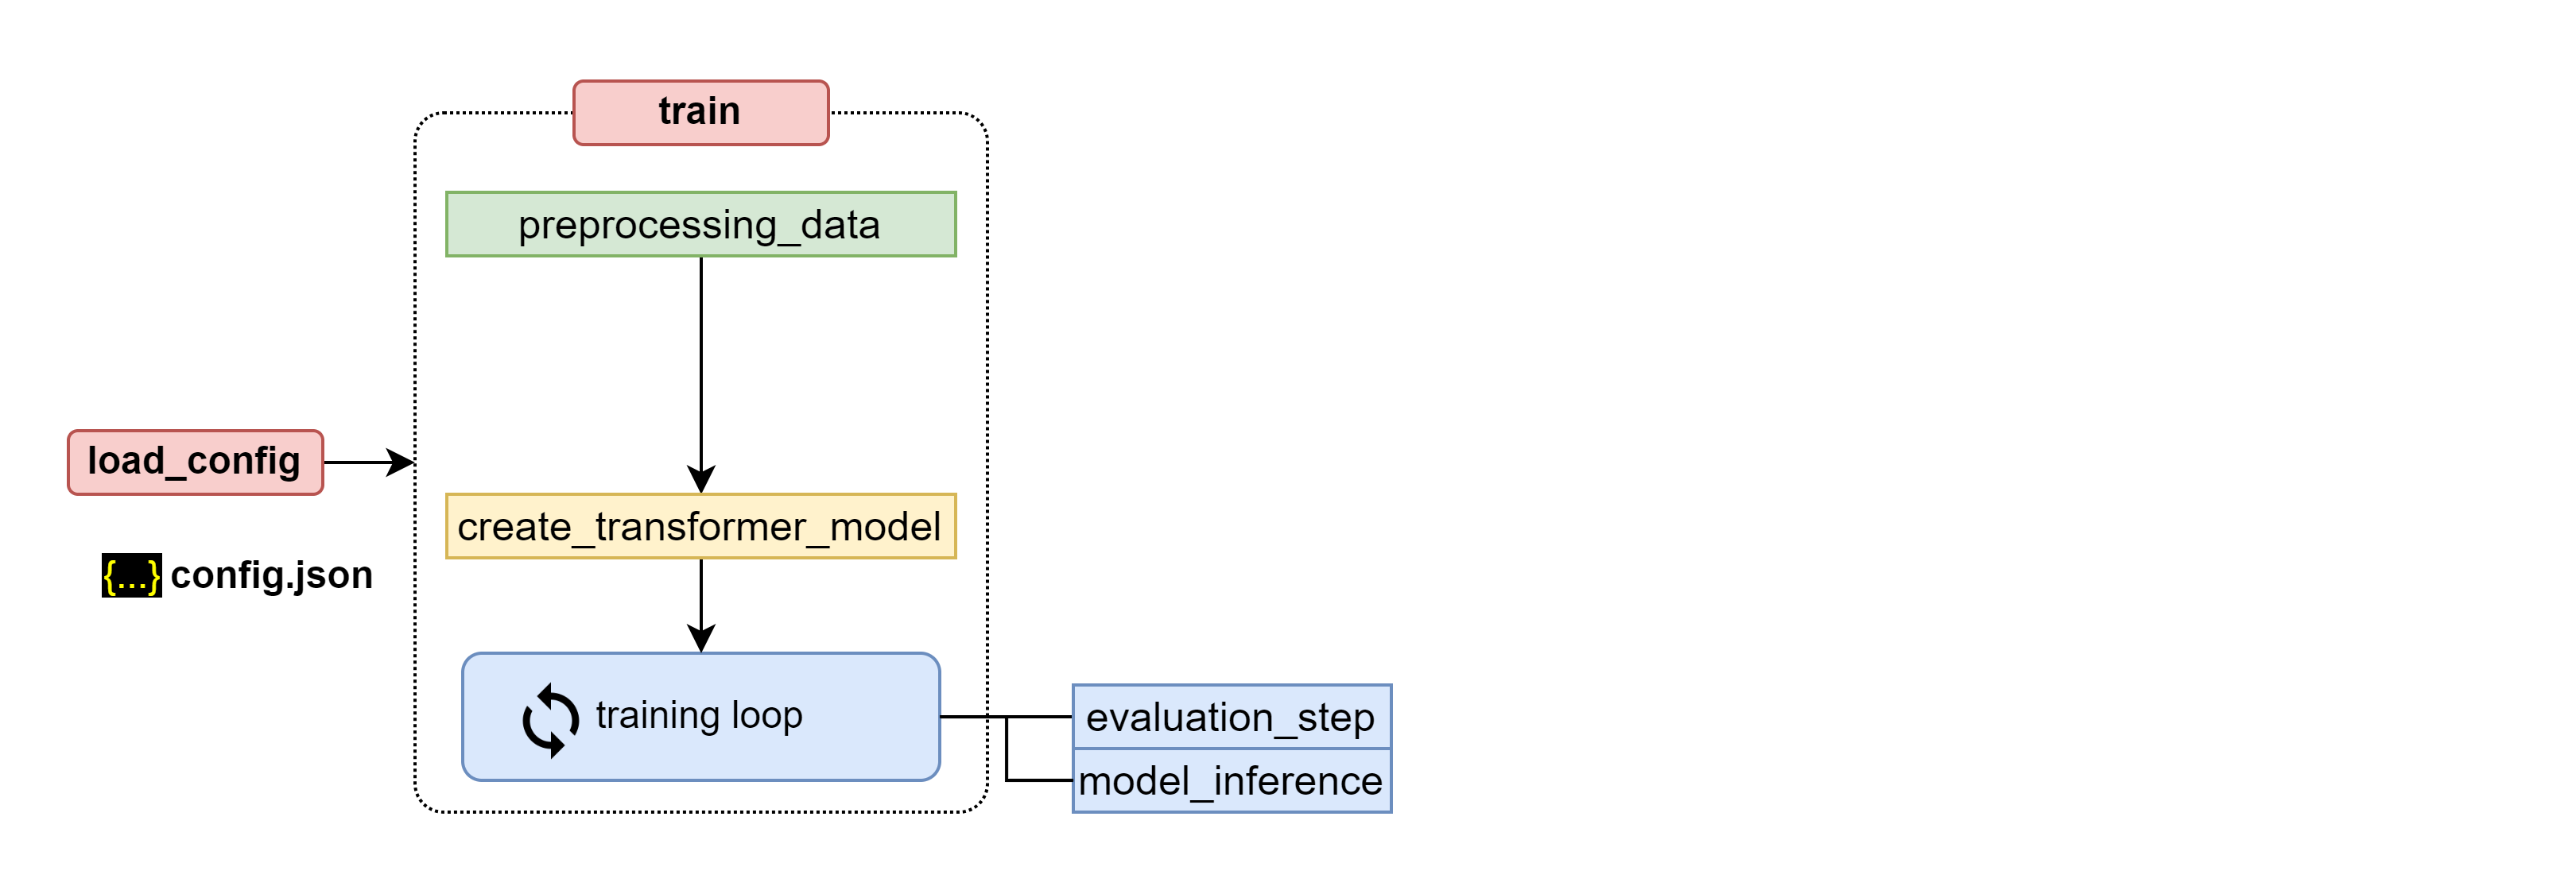 train
preprocessing_data
load_config
create_transformer_model
{...} config.json
training loop
evaluation_step
model_inference